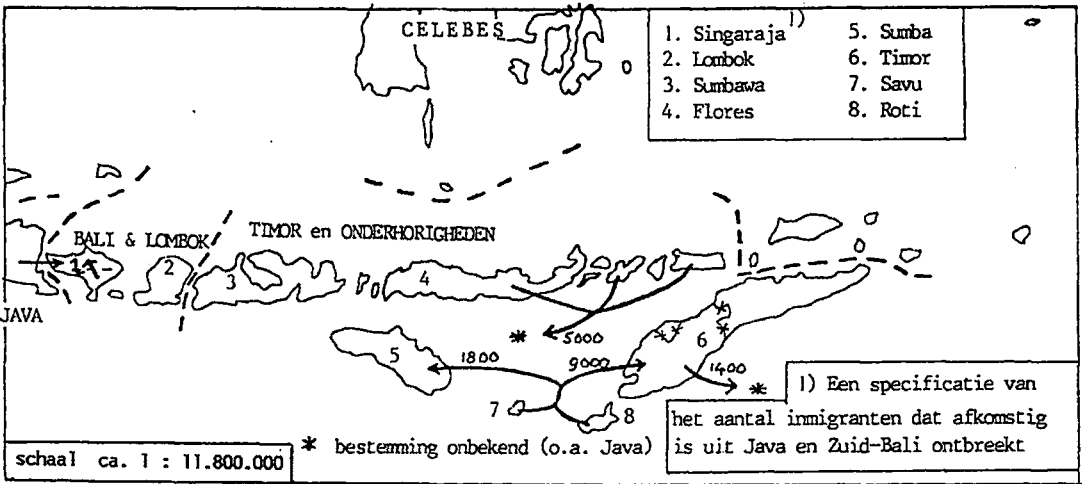 CELEBES
1)
1. Singaraja 5. Sumba
2. Lombok 6. Timor
3. Sumbawa 7. Savu
4. Flores 8. Roti
BALI & LOMBOK
TIMOR en ONDERHORIGHEDEN
1
2
3
4
JAVA
* 5000
6
5
1800
9000
1400
*
7
8
1) Een specificatie van
het aantal inmigranten dat afkomstig
is uit Java en Zuid-Bali ontbreekt
* bestemming onbekend (o.a. Java)
schaal ca. 1 : 11.800.000